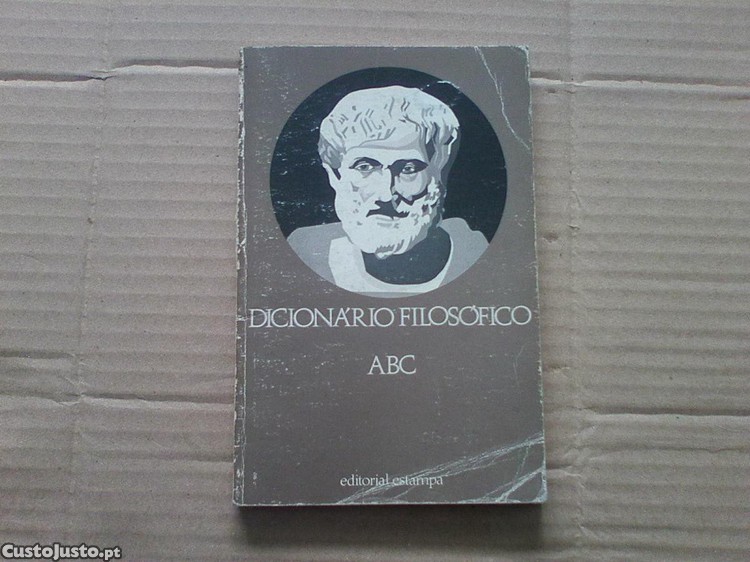 DICIONÁRIO FILOSÓFICO
ABC
editorial estampa
CustoJusto.pt